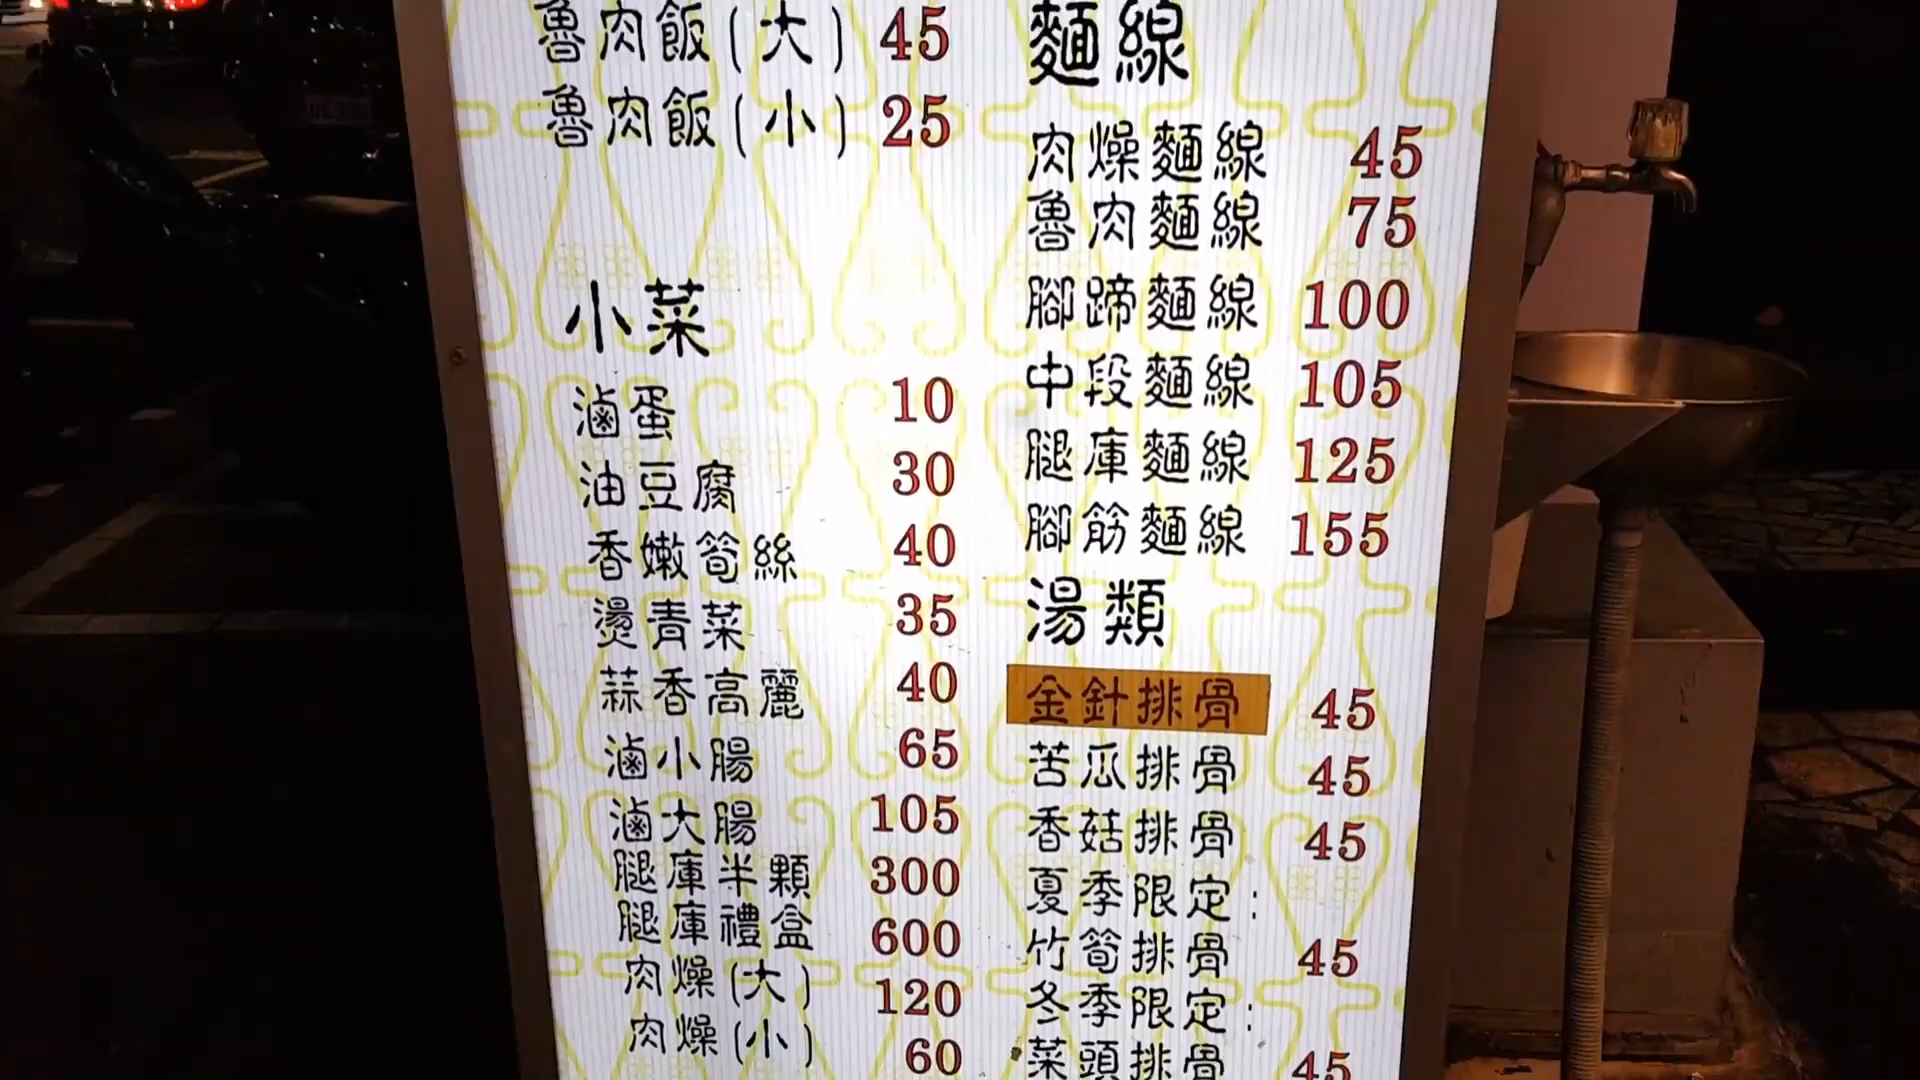 魯肉飯(大) 45
魯肉飯(小) 25
小菜
滷蛋 10
油豆腐 30
香嫩筍絲 40
燙青菜 35
蒜香高麗 40
滷小腸 65
滷大腸 105
腿庫半顆 300
腿庫禮盒 600
肉燥(大) 120
肉燥(小) 60
麵線
肉燥麵線 45
魯肉麵線 75
腳蹄麵線 100
中段麵線 105
腿庫麵線 125
腳筋麵線 155
湯類
金針排骨 45
苦瓜排骨 45
香菇排骨 45
夏季限定:
竹筍排骨 45
冬季限定:
菜頭排骨 45